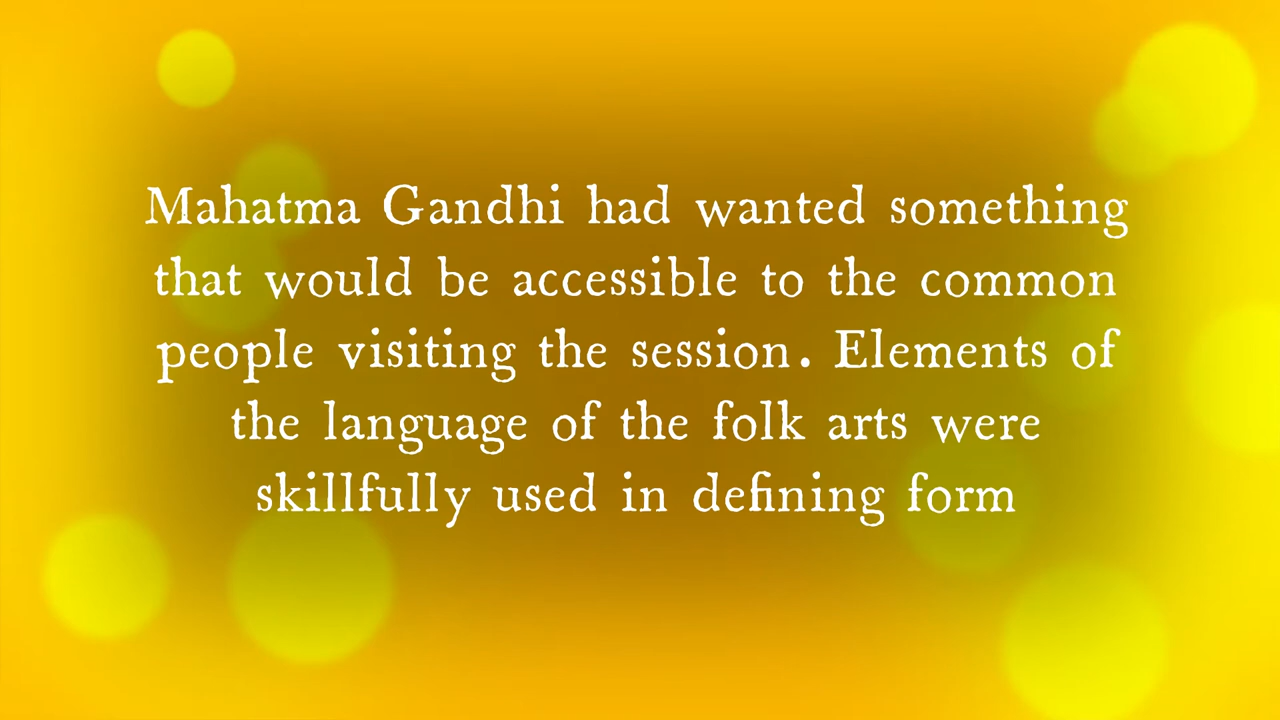 Mahatma Gandhi had wanted something
that would be accessible to the common
people visiting the session. Elements of
the language of the folk arts were
skillfully used in defining form